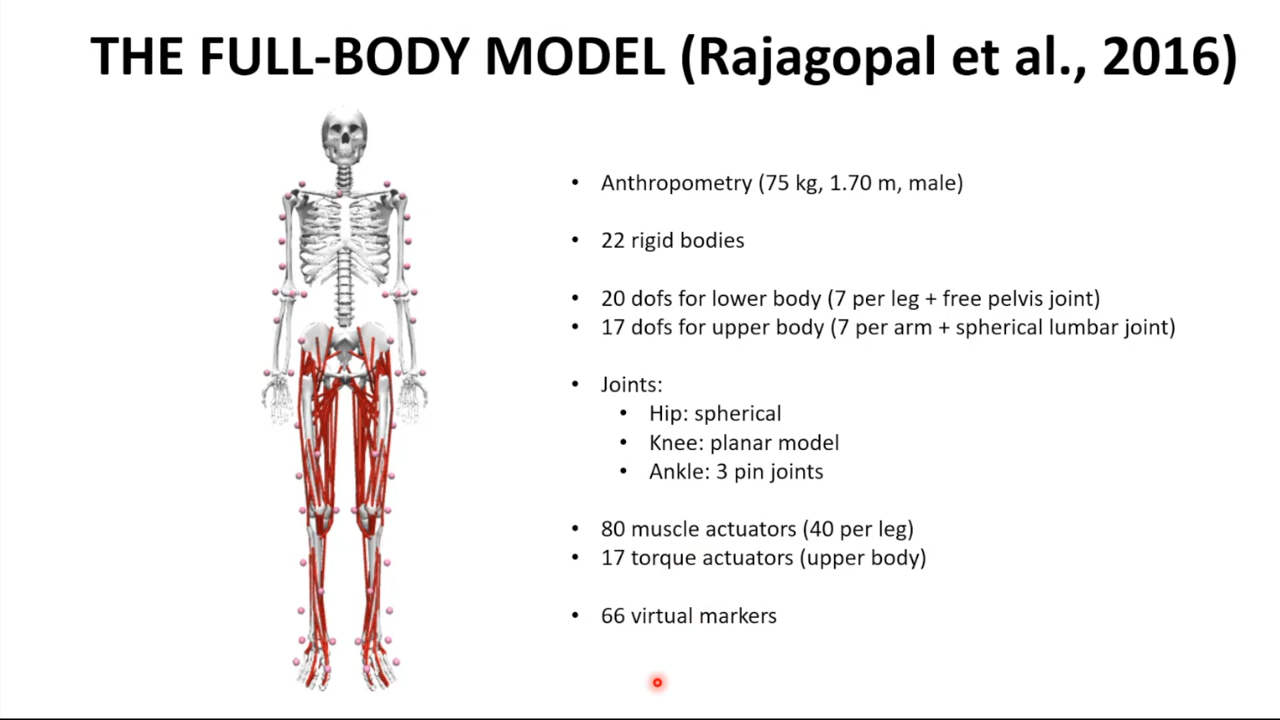 THE FULL-BODY MODEL (Rajagopal et al., 2016)
• Anthropometry (75 kg, 1.70 m, male)
• 22 rigid bodies
• 20 dofs for lower body (7 per leg + free pelvis joint)
• 17 dofs for upper body (7 per arm + spherical lumbar joint)
• Joints:
• Hip: spherical
• Knee: planar model
• Ankle: 3 pin joints
• 80 muscle actuators (40 per leg)
• 17 torque actuators (upper body)
• 66 virtual markers